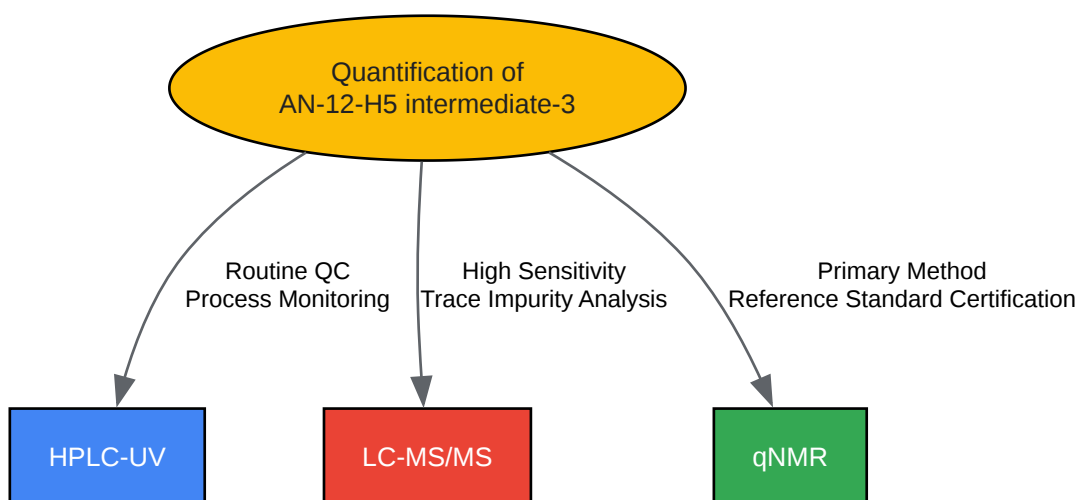 Quantification of
AN-12-H5 intermediate-3
Routine QC
Process Monitoring
High Sensitivity
Trace Impurity Analysis
Primary Method
Reference Standard Certification
HPLC-UV
LC-MS/MS
qNMR